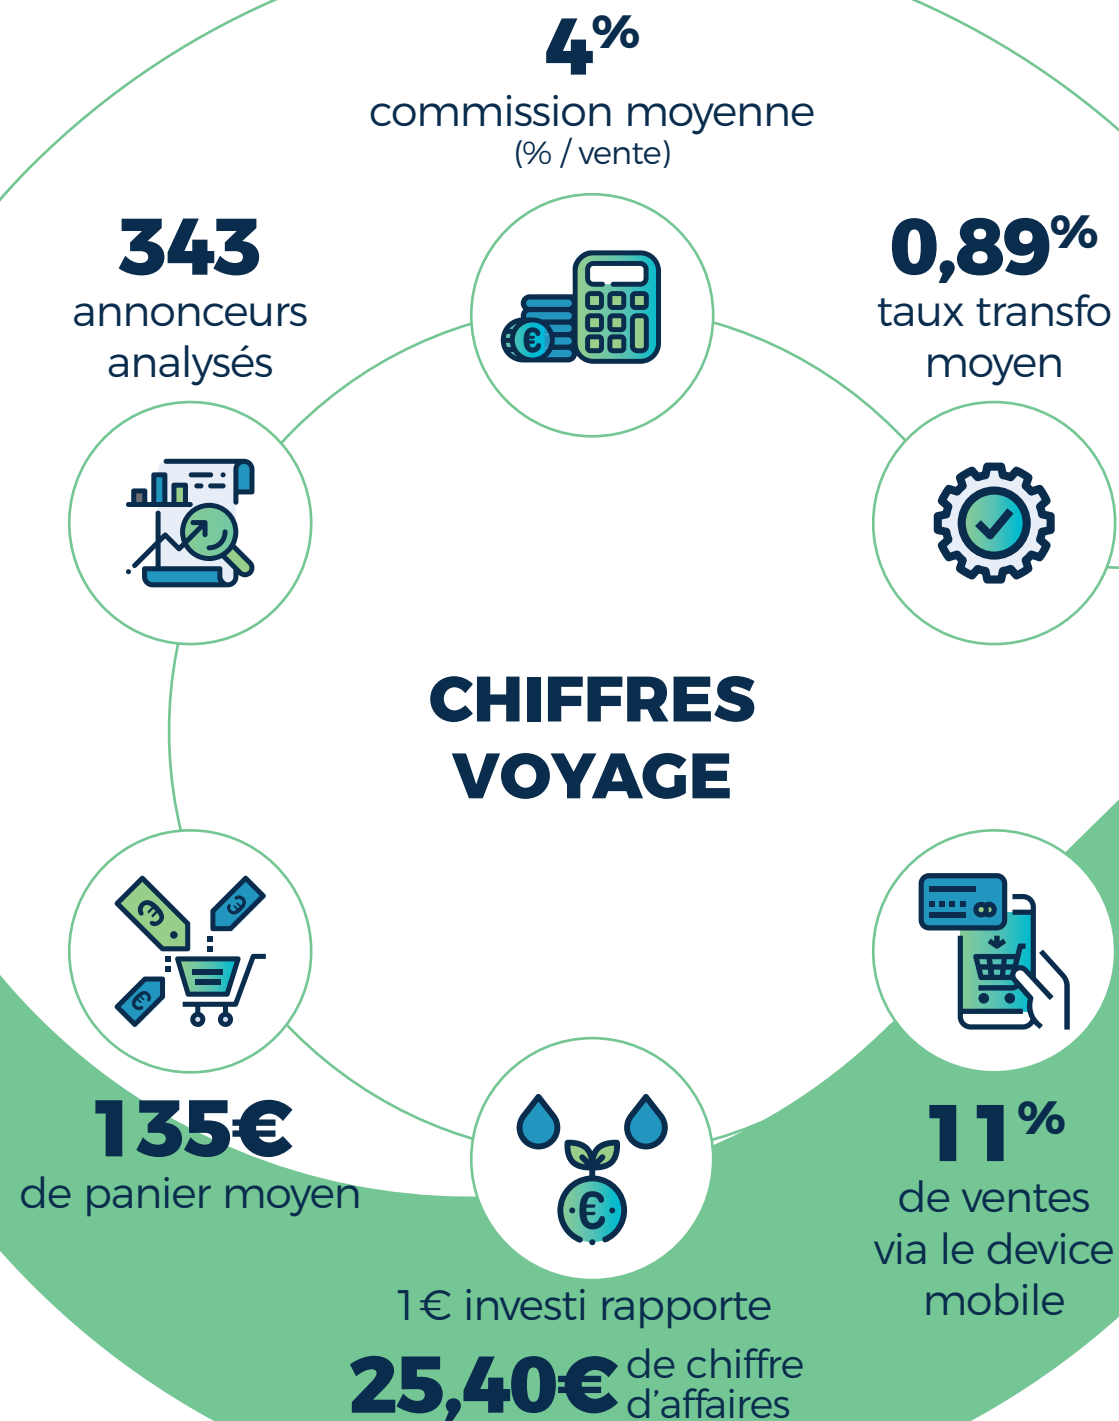 4%
commission moyenne
(% / vente)
343
annonceurs
analysés
0,89%
taux transfo
moyen
CHIFFRES
VOYAGE
135€
de panier moyen
11%
de ventes
via le device
mobile
1€ investi rapporte
25,40€ de chiffre
d'affaires